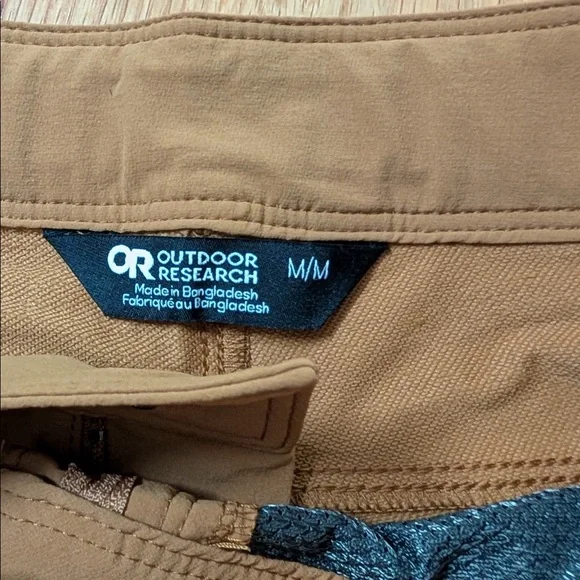 OR OUTDOOR
RESEARCH
M/M
Made in Bangladesh
Fabriqué au Bangladesh